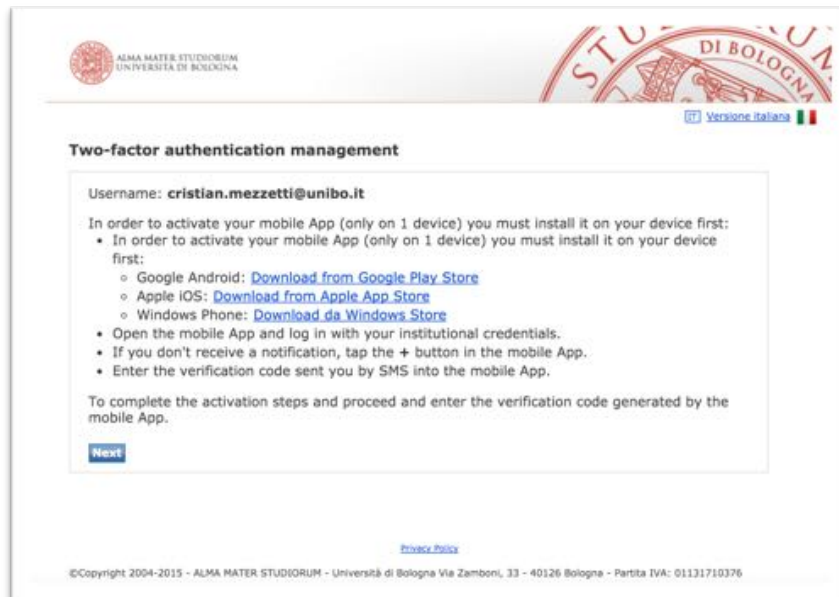 ALMA MATER STUDIORUM
UNIVERSITÀ DI BOLOGNA
DI BOLOGNA
IT Versione italiana
Two-factor authentication management
Username: cristian.mezzetti@unibo.it
In order to activate your mobile App (only on 1 device) you must install it on your device first:
• In order to activate your mobile App (only on 1 device) you must install it on your device
first:
◦ Google Android: Download from Google Play Store
◦ Apple iOS: Download from Apple App Store
◦ Windows Phone: Download da Windows Store
• Open the mobile App and log in with your institutional credentials.
• If you don't receive a notification, tap the + button in the mobile App.
• Enter the verification code sent you by SMS into the mobile App.
To complete the activation steps and proceed and enter the verification code generated by the
mobile App.
Next
Privacy Policy
©Copyright 2004-2015 - ALMA MATER STUDIORUM - Università di Bologna Via Zamboni, 33 - 40126 Bologna - Partita IVA: 01131710376